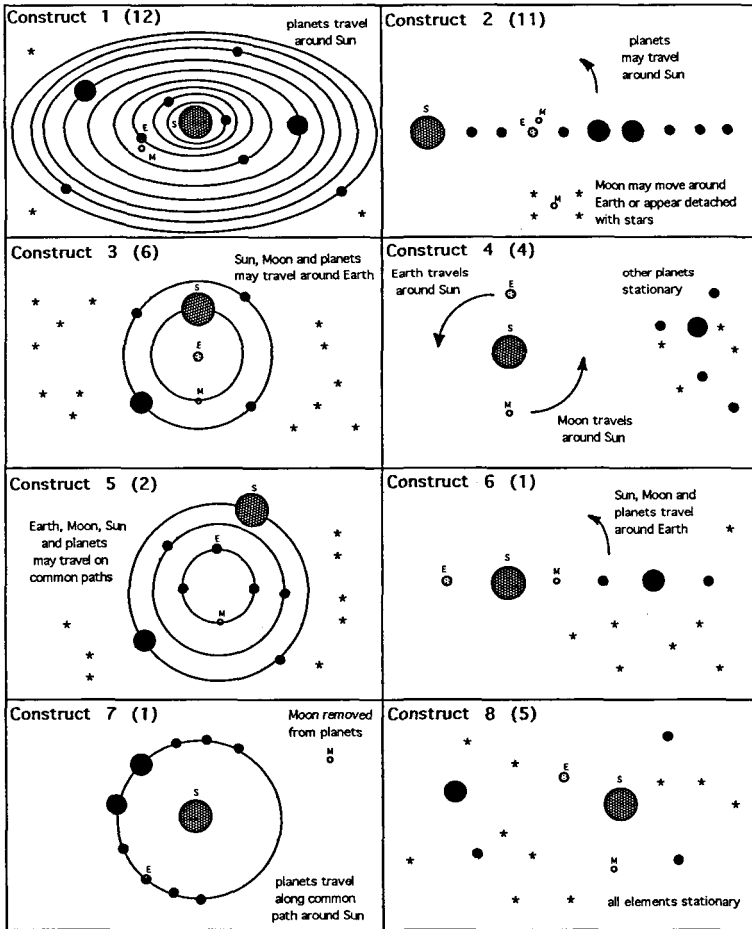 Construct 1 (12)
planets travel
around Sun
S
E
M
*
*
*
Construct 2 (11)
planets
may travel
around Sun
S
E
M
M
* *
* *
Moon may move around
Earth or appear detached
with stars
Construct 3 (6)
Sun, Moon and planets
may travel around Earth
S
E
M
Construct 4 (4)
Earth travels
around Sun
E
S
M
other planets
stationary
Moon travels
around Sun
Construct 5 (2)
Earth, Moon, Sun
and planets
may travel on
common paths
S
E
M
Construct 6 (1)
Sun, Moon and
planets travel
around Earth
E
S
M
Construct 7 (1)
Moon removed
from planets
M
S
E
planets travel
along common
path around Sun
Construct 8 (5)
E
S
M
all elements stationary